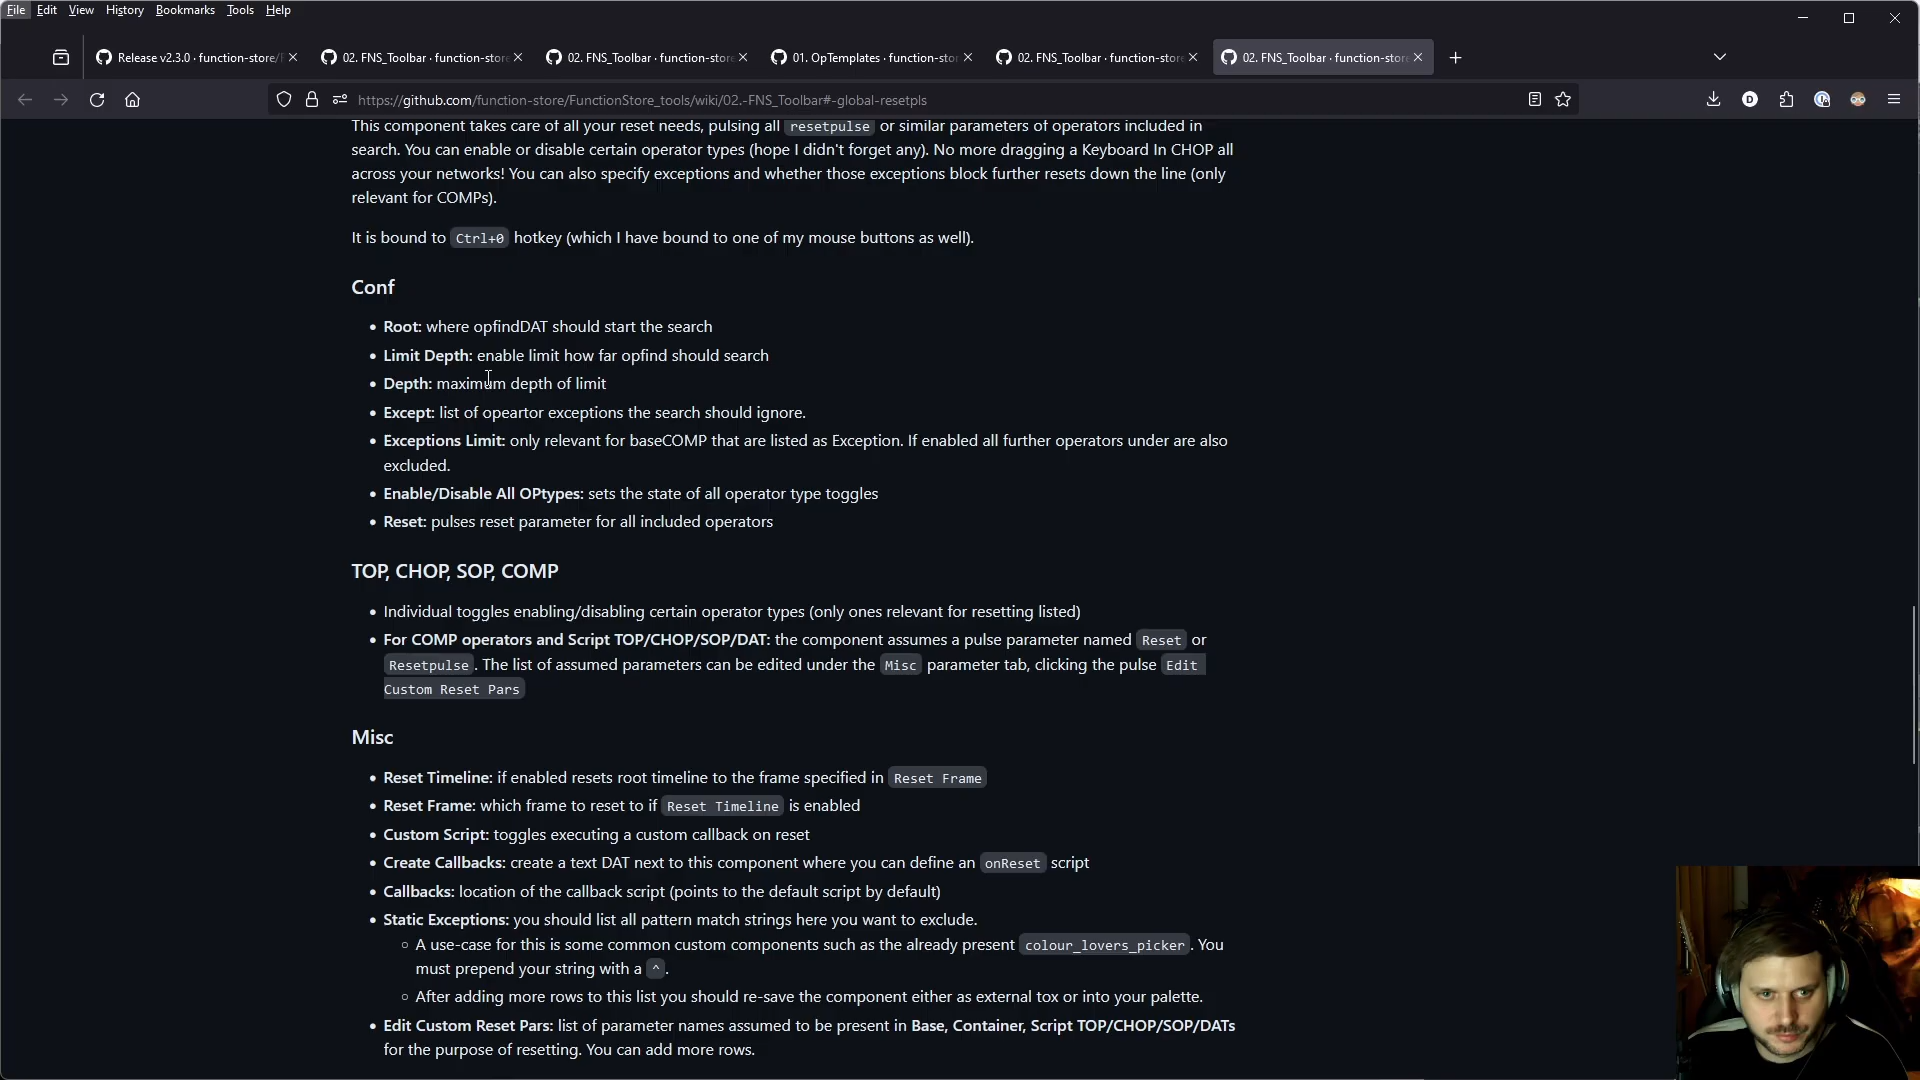 File Edit View History Bookmarks Tools Help
Release v2.3.0 · function-store/
02. FNS_Toolbar · function-store
02. FNS_Toolbar · function-store
01. OpTemplates · function-stor
02. FNS_Toolbar · function-store
02. FNS_Toolbar · function-store
https://github.com/function-store/FunctionStore_tools/wiki/02.-FNS_Toolbar#-global-resetpls
This component takes care of all your reset needs, pulsing all resetpulse or similar parameters of operators included in
search. You can enable or disable certain operator types (hope I didn't forget any). No more dragging a Keyboard In CHOP all
across your networks! You can also specify exceptions and whether those exceptions block further resets down the line (only
relevant for COMPs).
It is bound to Ctrl+0 hotkey (which I have bound to one of my mouse buttons as well).
Conf
• Root: where opfindDAT should start the search
• Limit Depth: enable limit how far opfind should search
• Depth: maximum depth of limit
• Except: list of opeartor exceptions the search should ignore.
• Exceptions Limit: only relevant for baseCOMP that are listed as Exception. If enabled all further operators under are also
excluded.
• Enable/Disable All OPtypes: sets the state of all operator type toggles
• Reset: pulses reset parameter for all included operators
TOP, CHOP, SOP, COMP
• Individual toggles enabling/disabling certain operator types (only ones relevant for resetting listed)
• For COMP operators and Script TOP/CHOP/SOP/DAT: the component assumes a pulse parameter named Reset or
Resetpulse. The list of assumed parameters can be edited under the Misc parameter tab, clicking the pulse Edit
Custom Reset Pars
Misc
• Reset Timeline: if enabled resets root timeline to the frame specified in Reset Frame
• Reset Frame: which frame to reset to if Reset Timeline is enabled
• Custom Script: toggles executing a custom callback on reset
• Create Callbacks: create a text DAT next to this component where you can define an onReset script
• Callbacks: location of the callback script (points to the default script by default)
• Static Exceptions: you should list all pattern match strings here you want to exclude.
○ A use-case for this is some common custom components such as the already present colour_lovers_picker. You
must prepend your string with a ^.
○ After adding more rows to this list you should re-save the component either as external tox or into your palette.
• Edit Custom Reset Pars: list of parameter names assumed to be present in Base, Container, Script TOP/CHOP/SOP/DATs
for the purpose of resetting. You can add more rows.